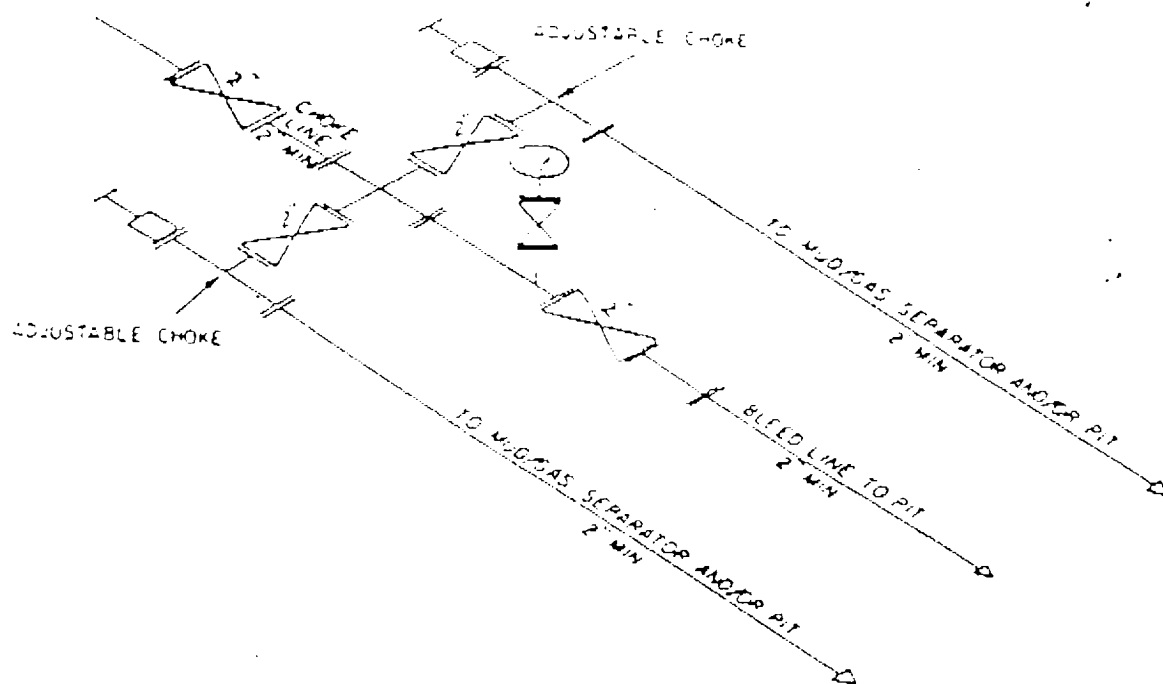 ADJUSTABLE CHOKE
2"
CHOKE
LINE
2" MIN
2"
2"
ADJUSTABLE CHOKE
2"
TO MUD/GAS SEPARATOR AND/OR PIT
2" MIN
BLEED LINE TO PIT
2" MIN
TO MUD/GAS SEPARATOR AND/OR PIT
2" MIN